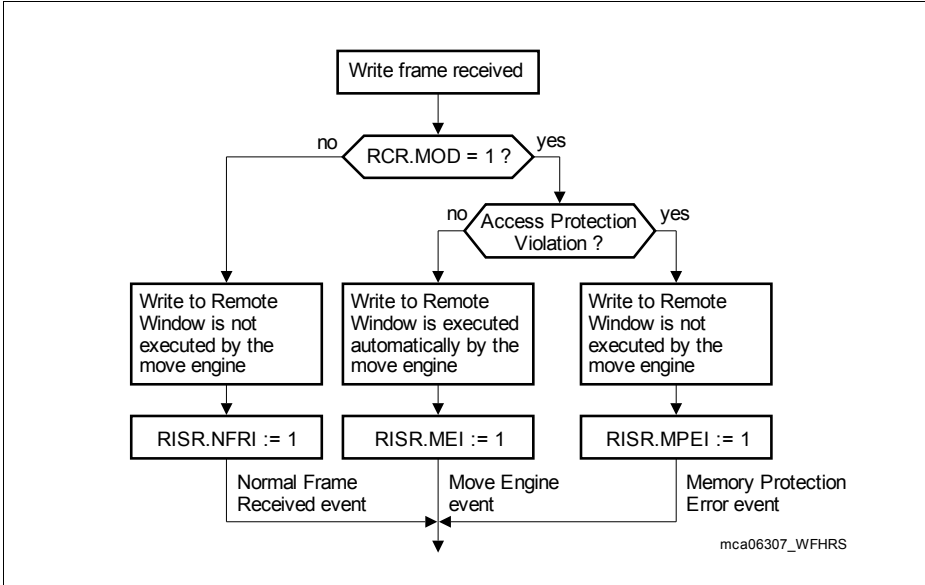 Write frame received
no
RCR.MOD = 1 ?
yes
no
Access Protection
Violation ?
yes
Write to Remote
Window is not
executed by the
move engine
Write to Remote
Window is executed
automatically by the
move engine
Write to Remote
Window is not
executed by the
move engine
RISR.NFRI := 1
RISR.MEI := 1
RISR.MPEI := 1
Normal Frame
Received event
Move Engine
event
Memory Protection
Error event
mca06307_WFHRS